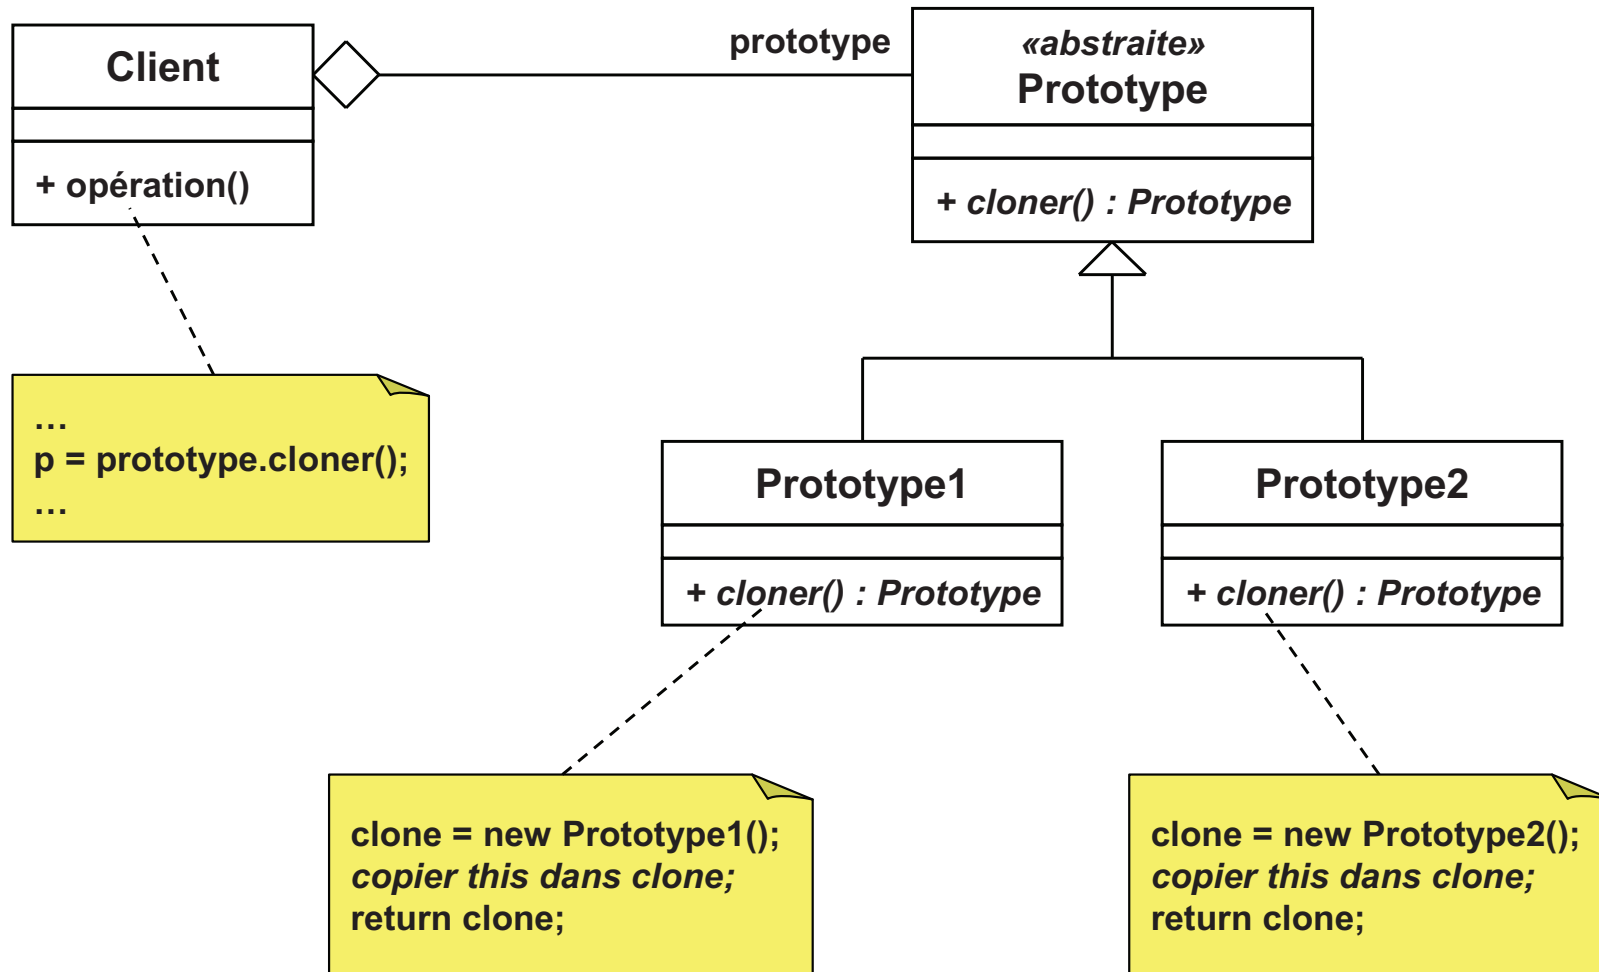 Client
+ opération()
prototype
«abstraite»
Prototype
+ cloner() : Prototype
…
p = prototype.cloner();
…
Prototype1
+ cloner() : Prototype
Prototype2
+ cloner() : Prototype
clone = new Prototype1();
copier this dans clone;
return clone;
clone = new Prototype2();
copier this dans clone;
return clone;